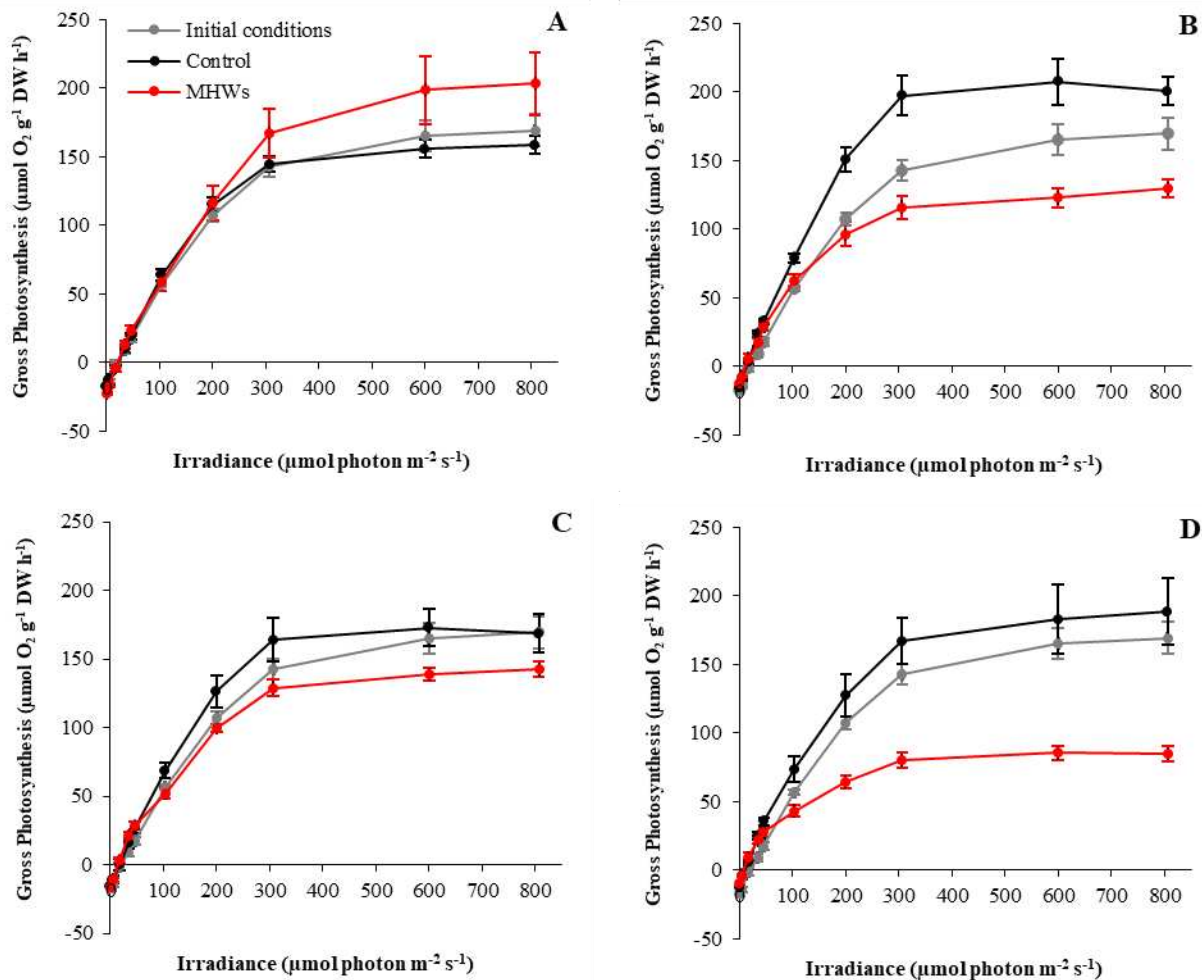 A
Initial conditions
Control
MHWs
Gross Photosynthesis (µmol O₂ g⁻¹ DW h⁻¹)
250
200
150
100
50
0
-50
100 200 300 400 500 600 700 800
Irradiance (µmol photon m⁻² s⁻¹)
B
Gross Photosynthesis (µmol O₂ g⁻¹ DW h⁻¹)
250
200
150
100
50
0
-50
100 200 300 400 500 600 700 800
Irradiance (µmol photon m⁻² s⁻¹)
C
Gross Photosynthesis (µmol O₂ g⁻¹ DW h⁻¹)
250
200
150
100
50
0
-50
100 200 300 400 500 600 700 800
Irradiance (µmol photon m⁻² s⁻¹)
D
Gross Photosynthesis (µmol O₂ g⁻¹ DW h⁻¹)
250
200
150
100
50
0
-50
100 200 300 400 500 600 700 800
Irradiance (µmol photon m⁻² s⁻¹)